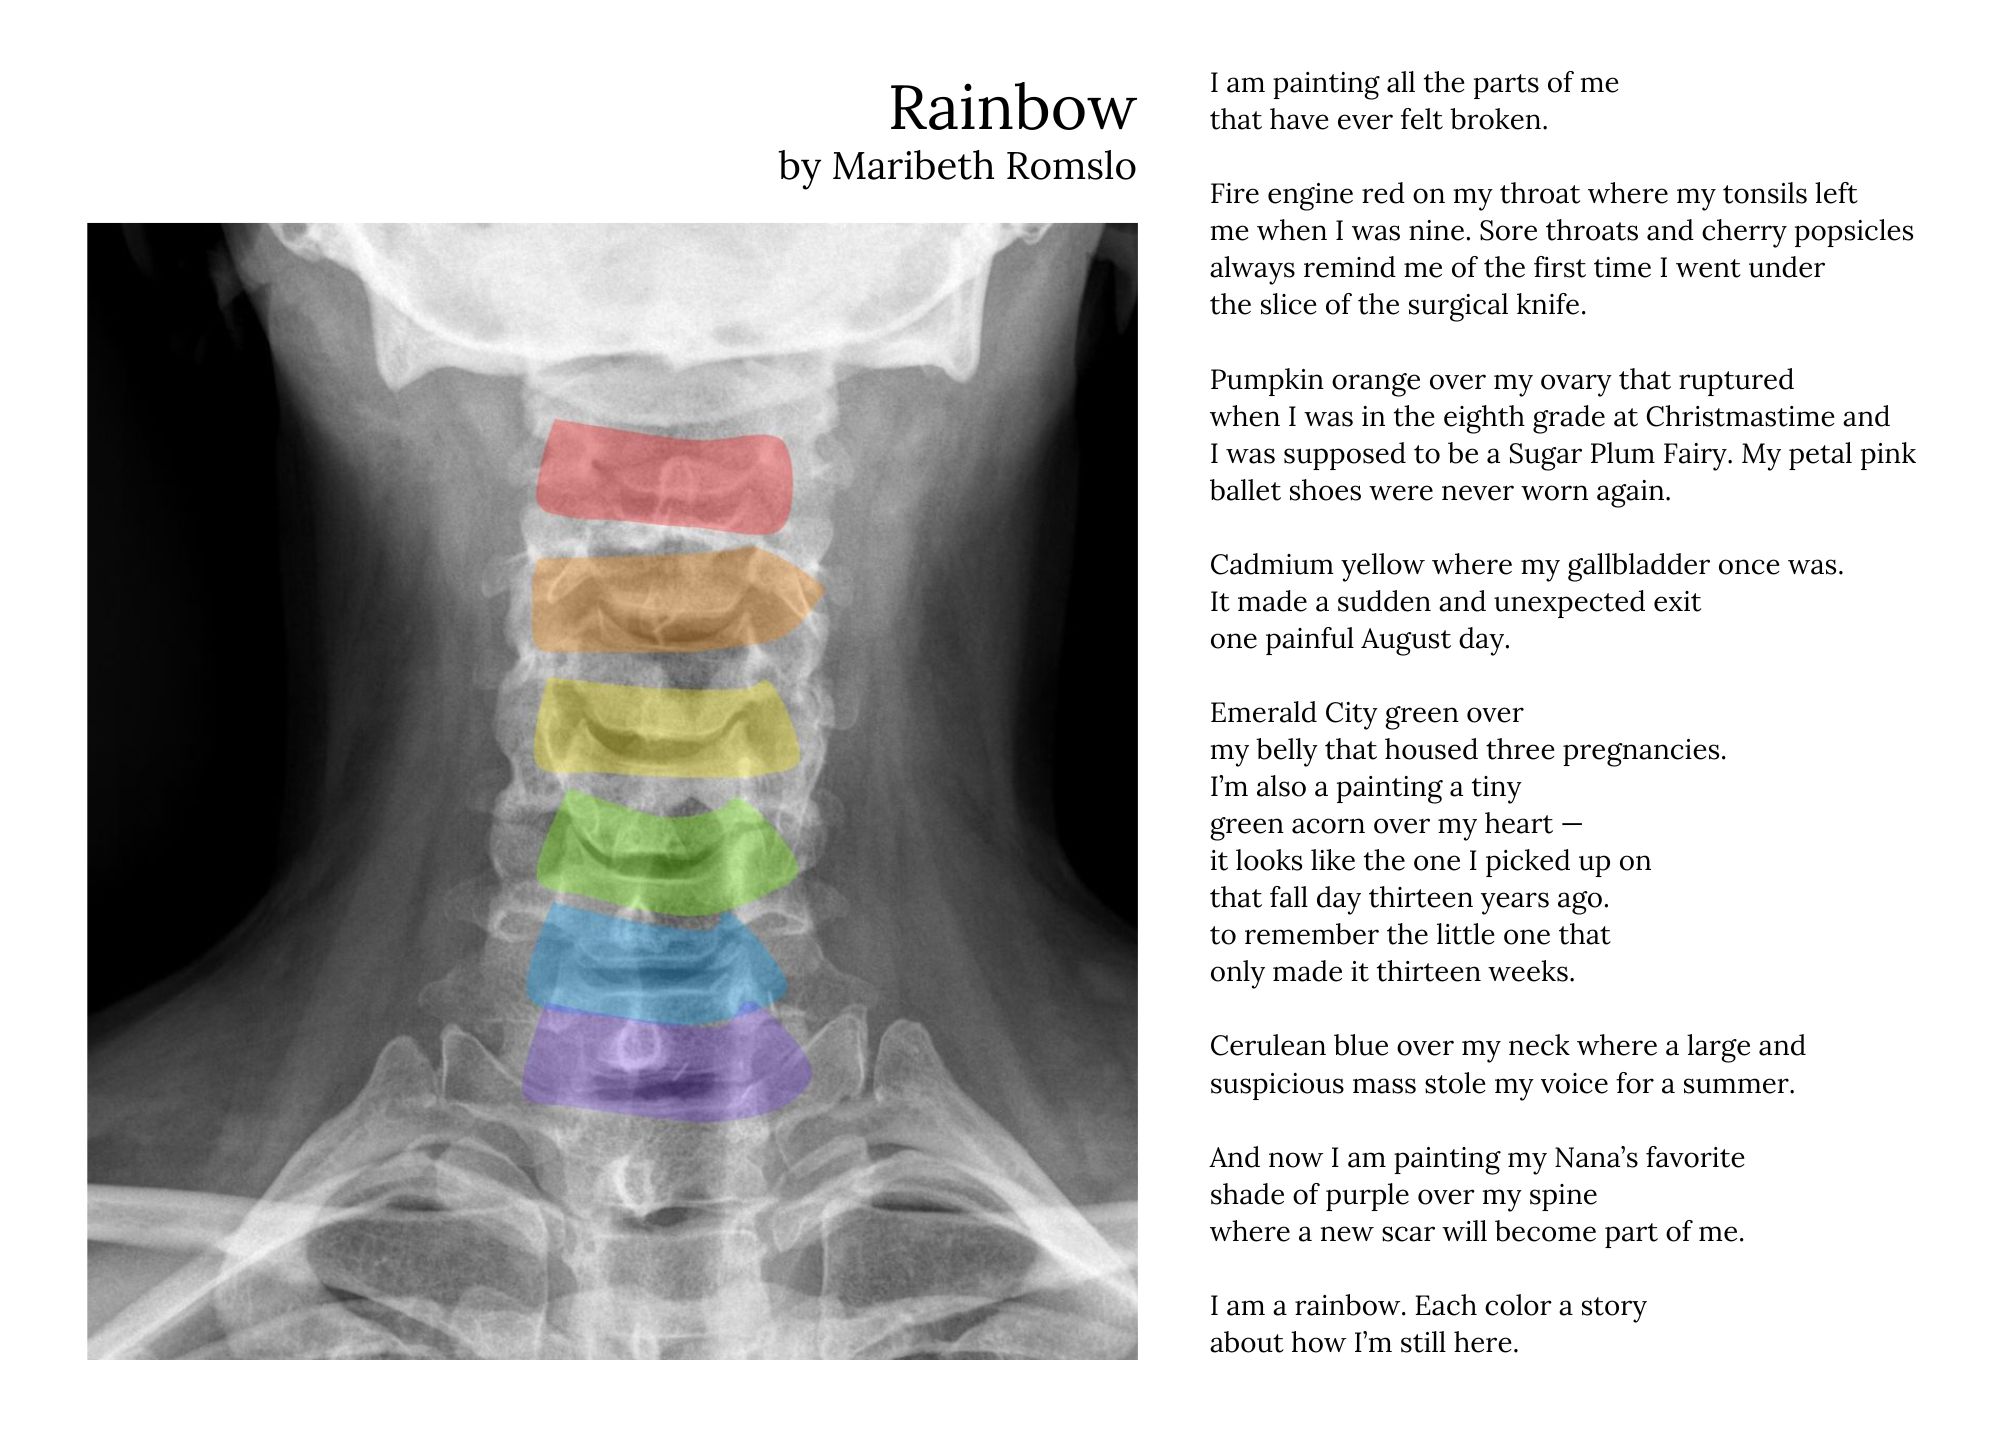 Rainbow
by Maribeth Romslo
I am painting all the parts of me
that have ever felt broken.
Fire engine red on my throat where my tonsils left
me when I was nine. Sore throats and cherry popsicles
always remind me of the first time I went under
the slice of the surgical knife.
Pumpkin orange over my ovary that ruptured
when I was in the eighth grade at Christmastime and
I was supposed to be a Sugar Plum Fairy. My petal pink
ballet shoes were never worn again.
Cadmium yellow where my gallbladder once was.
It made a sudden and unexpected exit
one painful August day.
Emerald City green over
my belly that housed three pregnancies.
I’m also a painting a tiny
green acorn over my heart —
it looks like the one I picked up on
that fall day thirteen years ago.
to remember the little one that
only made it thirteen weeks.
Cerulean blue over my neck where a large and
suspicious mass stole my voice for a summer.
And now I am painting my Nana’s favorite
shade of purple over my spine
where a new scar will become part of me.
I am a rainbow. Each color a story
about how I’m still here.